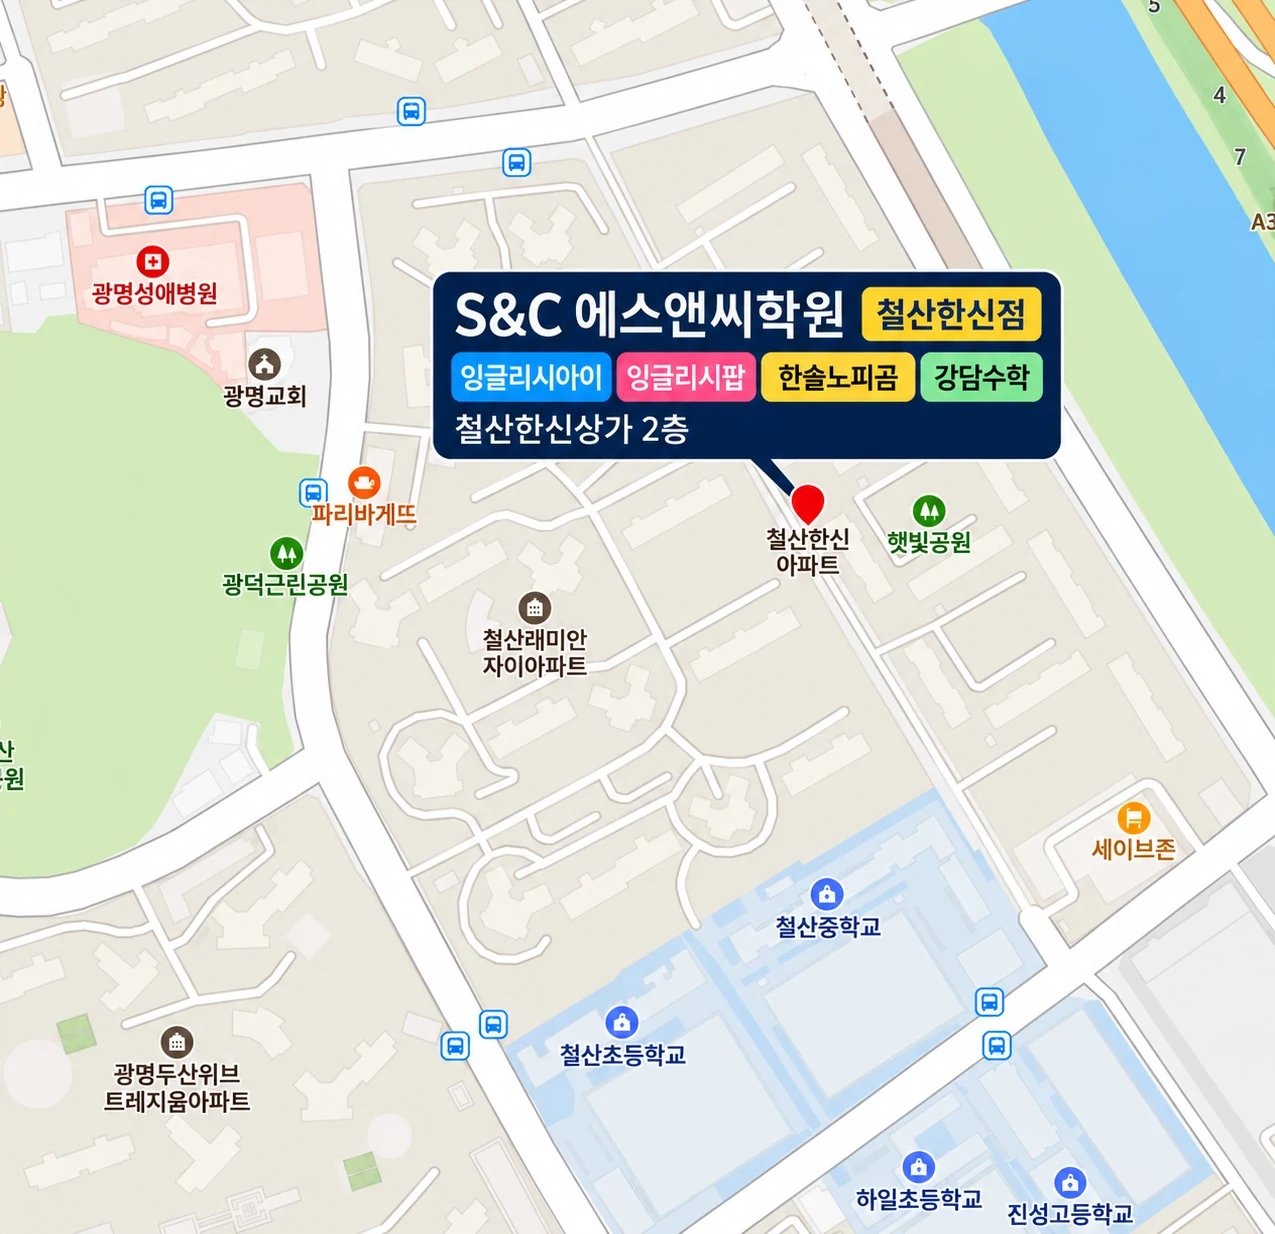 5
4
7
A3
광명성애병원
광명교회
S&C 에스앤씨학원 철산한신점
잉글리시아이 잉글리시팝 한솔노피곰 강담수학
철산한신상가 2층
파리바게뜨
광덕근린공원
철산한신
아파트
햇빛공원
철산래미안
자이아파트
산
원
세이브존
철산중학교
철산초등학교
광명두산위브
트레지움아파트
하일초등학교
진성고등학교